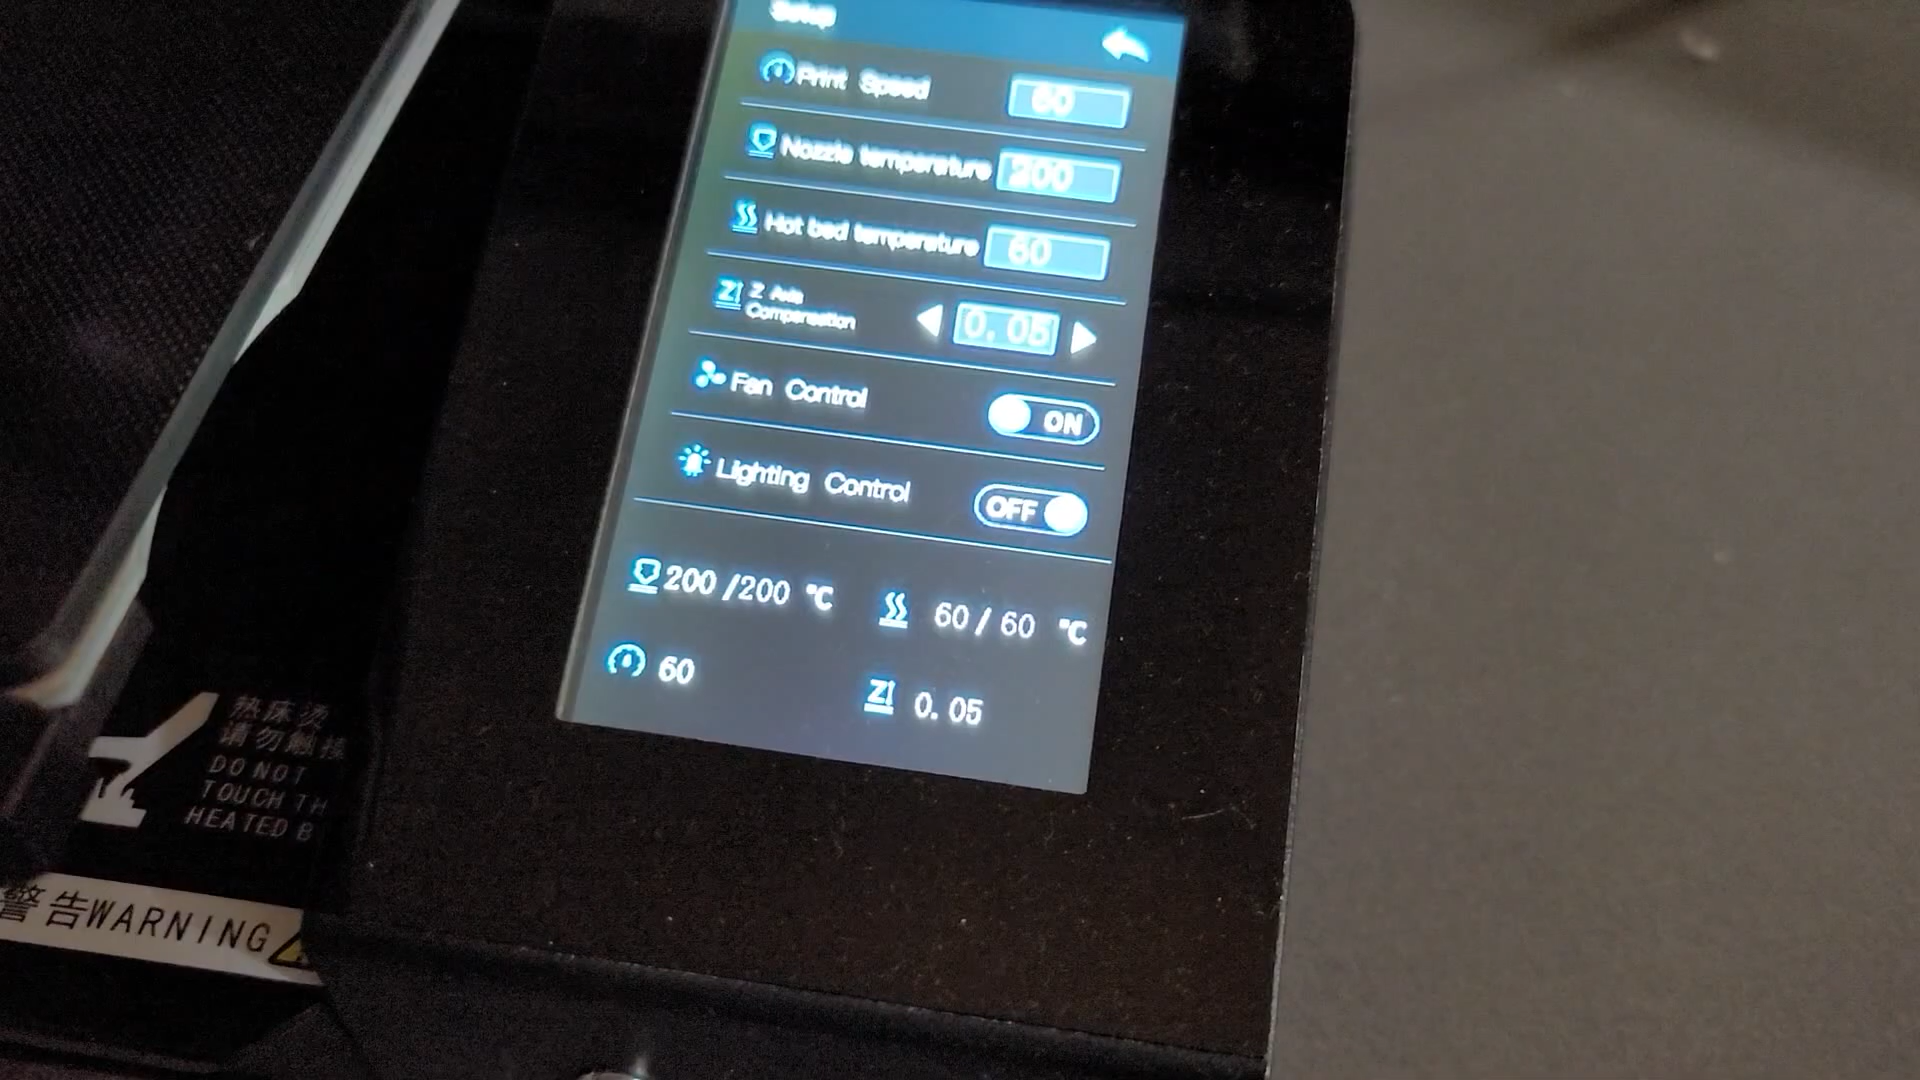 Setup
Print Speed 60
Nozzle temperature 200
Hot bed temperature 60
Z Axis
Compensation
0.05
Fan Control ON
Lighting Control OFF
200 /200 ℃ 60 / 60 ℃
60
0.05
热床烫
请勿触摸
DO NOT
TOUCH TH
HEATED B
警告WARNING